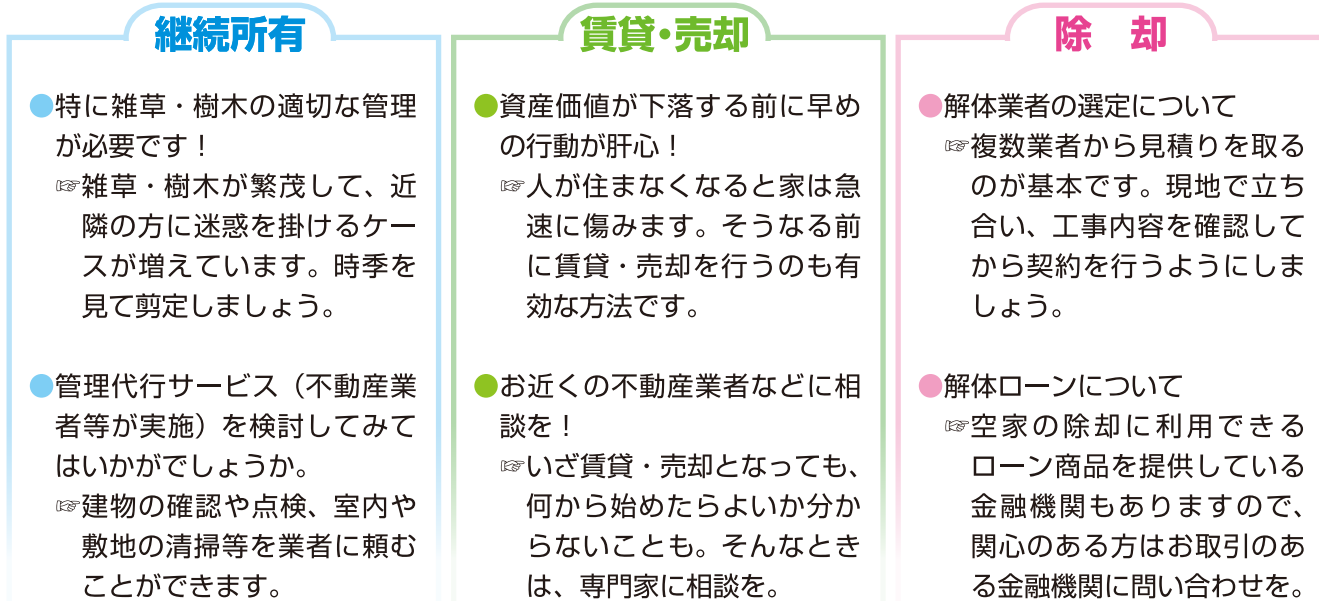 継続所有
●特に雑草・樹木の適切な管理
が必要です！
☞雑草・樹木が繁茂して、近
隣の方に迷惑を掛けるケー
スが増えています。時季を
見て剪定しましょう。
●管理代行サービス（不動産業
者等が実施）を検討してみて
はいかがでしょうか。
☞建物の確認や点検、室内や
敷地の清掃等を業者に頼む
ことができます。
賃貸・売却
●資産価値が下落する前に早め
の行動が肝心！
☞人が住まなくなると家は急
速に傷みます。そうなる前
に賃貸・売却を行うのも有
効な方法です。
●お近くの不動産業者などに相
談を！
☞いざ賃貸・売却となっても、
何から始めたらよいか分か
らないことも。そんなとき
は、専門家に相談を。
除　却
●解体業者の選定について
☞複数業者から見積りを取る
のが基本です。現地で立ち
合い、工事内容を確認して
から契約を行うようにしま
しょう。
●解体ローンについて
☞空家の除却に利用できる
ローン商品を提供している
金融機関もありますので、
関心のある方はお取引のあ
る金融機関に問い合わせを。